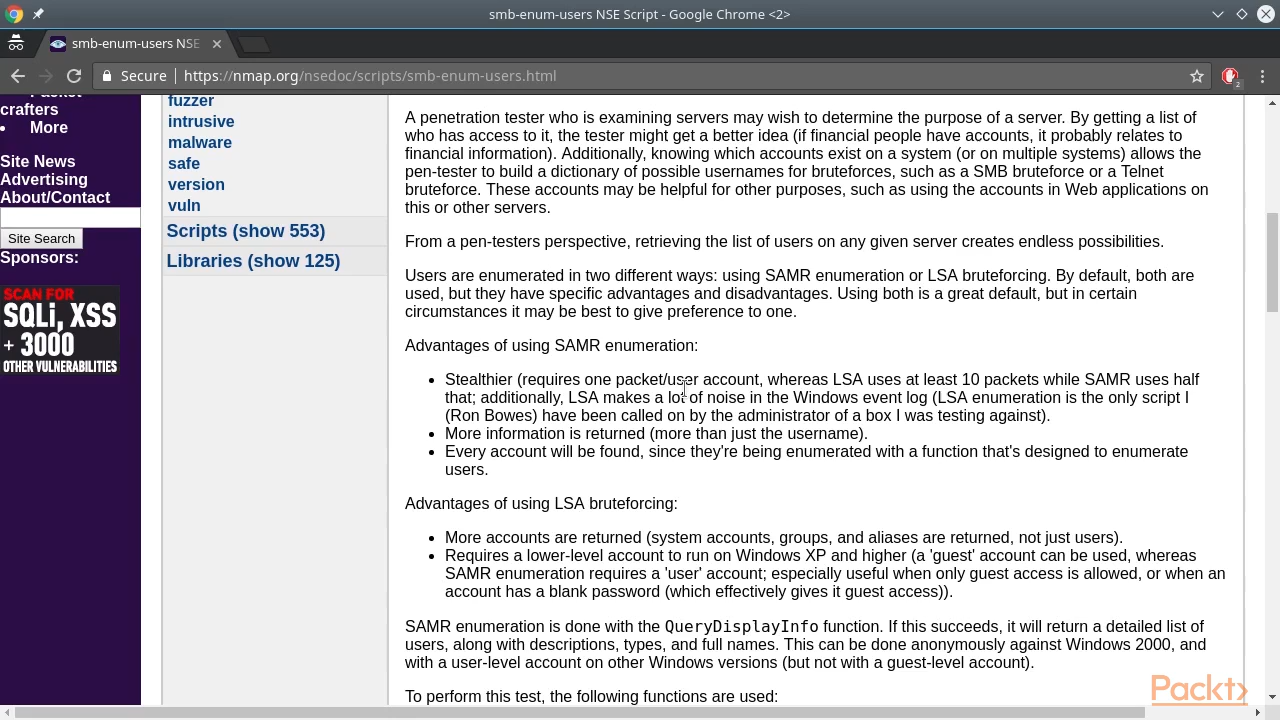 smb-enum-users NSE Script - Google Chrome <2>
smb-enum-users NSE
Secure
https://nmap.org/nsedoc/scripts/smb-enum-users.html
2
crafters
More
Site News
Advertising
About/Contact
Site Search
Sponsors:
SCAN FOR
SQLi, XSS
+ 3000
OTHER VULNERABILITIES
fuzzer
intrusive
malware
safe
version
vuln
Scripts (show 553)
Libraries (show 125)
A penetration tester who is examining servers may wish to determine the purpose of a server. By getting a list of
who has access to it, the tester might get a better idea (if financial people have accounts, it probably relates to
financial information). Additionally, knowing which accounts exist on a system (or on multiple systems) allows the
pen-tester to build a dictionary of possible usernames for bruteforces, such as a SMB bruteforce or a Telnet
bruteforce. These accounts may be helpful for other purposes, such as using the accounts in Web applications on
this or other servers.
From a pen-testers perspective, retrieving the list of users on any given server creates endless possibilities.
Users are enumerated in two different ways: using SAMR enumeration or LSA bruteforcing. By default, both are
used, but they have specific advantages and disadvantages. Using both is a great default, but in certain
circumstances it may be best to give preference to one.
Advantages of using SAMR enumeration:
Stealthier (requires one packet/user account, whereas LSA uses at least 10 packets while SAMR uses half
that; additionally, LSA makes a lot of noise in the Windows event log (LSA enumeration is the only script I
(Ron Bowes) have been called on by the administrator of a box I was testing against).
More information is returned (more than just the username).
Every account will be found, since they're being enumerated with a function that's designed to enumerate
users.
Advantages of using LSA bruteforcing:
More accounts are returned (system accounts, groups, and aliases are returned, not just users).
Requires a lower-level account to run on Windows XP and higher (a 'guest' account can be used, whereas
SAMR enumeration requires a 'user' account; especially useful when only guest access is allowed, or when an
account has a blank password (which effectively gives it guest access)).
SAMR enumeration is done with the QueryDisplayInfo function. If this succeeds, it will return a detailed list of
users, along with descriptions, types, and full names. This can be done anonymously against Windows 2000, and
with a user-level account on other Windows versions (but not with a guest-level account).
To perform this test, the following functions are used:
Packt